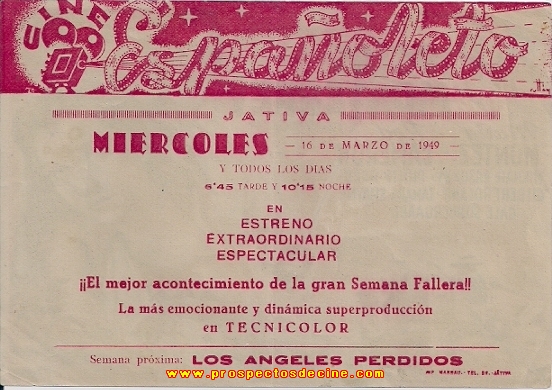 CINE
Españoleto
JATIVA
MIERCOLES — 16 DE MARZO DE 1949 —
Y TODOS LOS DIAS
6'45 TARDE Y 10'15 NOCHE
EN
ESTRENO
EXTRAORDINARIO
ESPECTACULAR
¡¡El mejor acontecimiento de la gran Semana Fallera!!
La más emocionante y dinámica superproducción
en TECNICOLOR
Semana próxima: LOS ANGELES PERDIDOS
TEL.
www.prospectosdecine.com